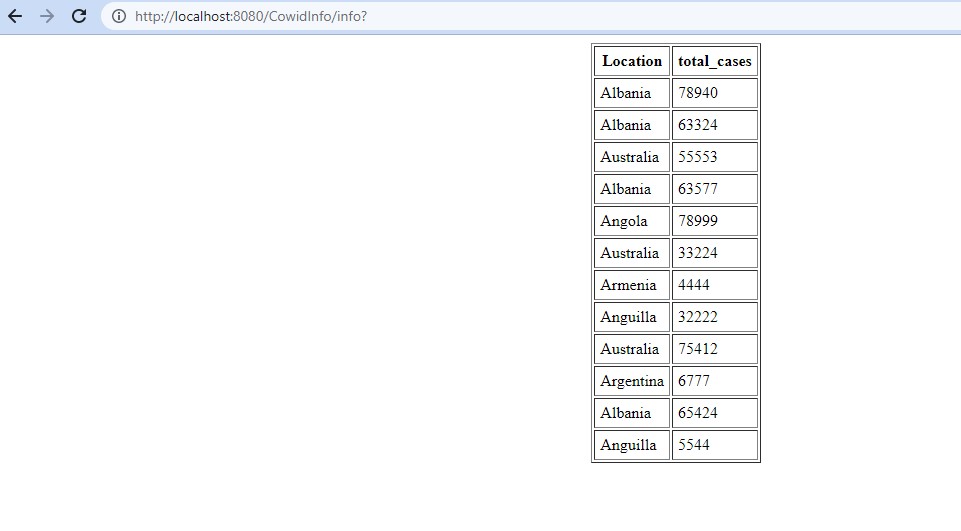 http://localhost:8080/CowidInfo/info?
Location total_cases
Albania 78940
Albania 63324
Australia 55553
Albania 63577
Angola 78999
Australia 33224
Armenia 4444
Anguilla 32222
Australia 75412
Argentina 6777
Albania 65424
Anguilla 5544